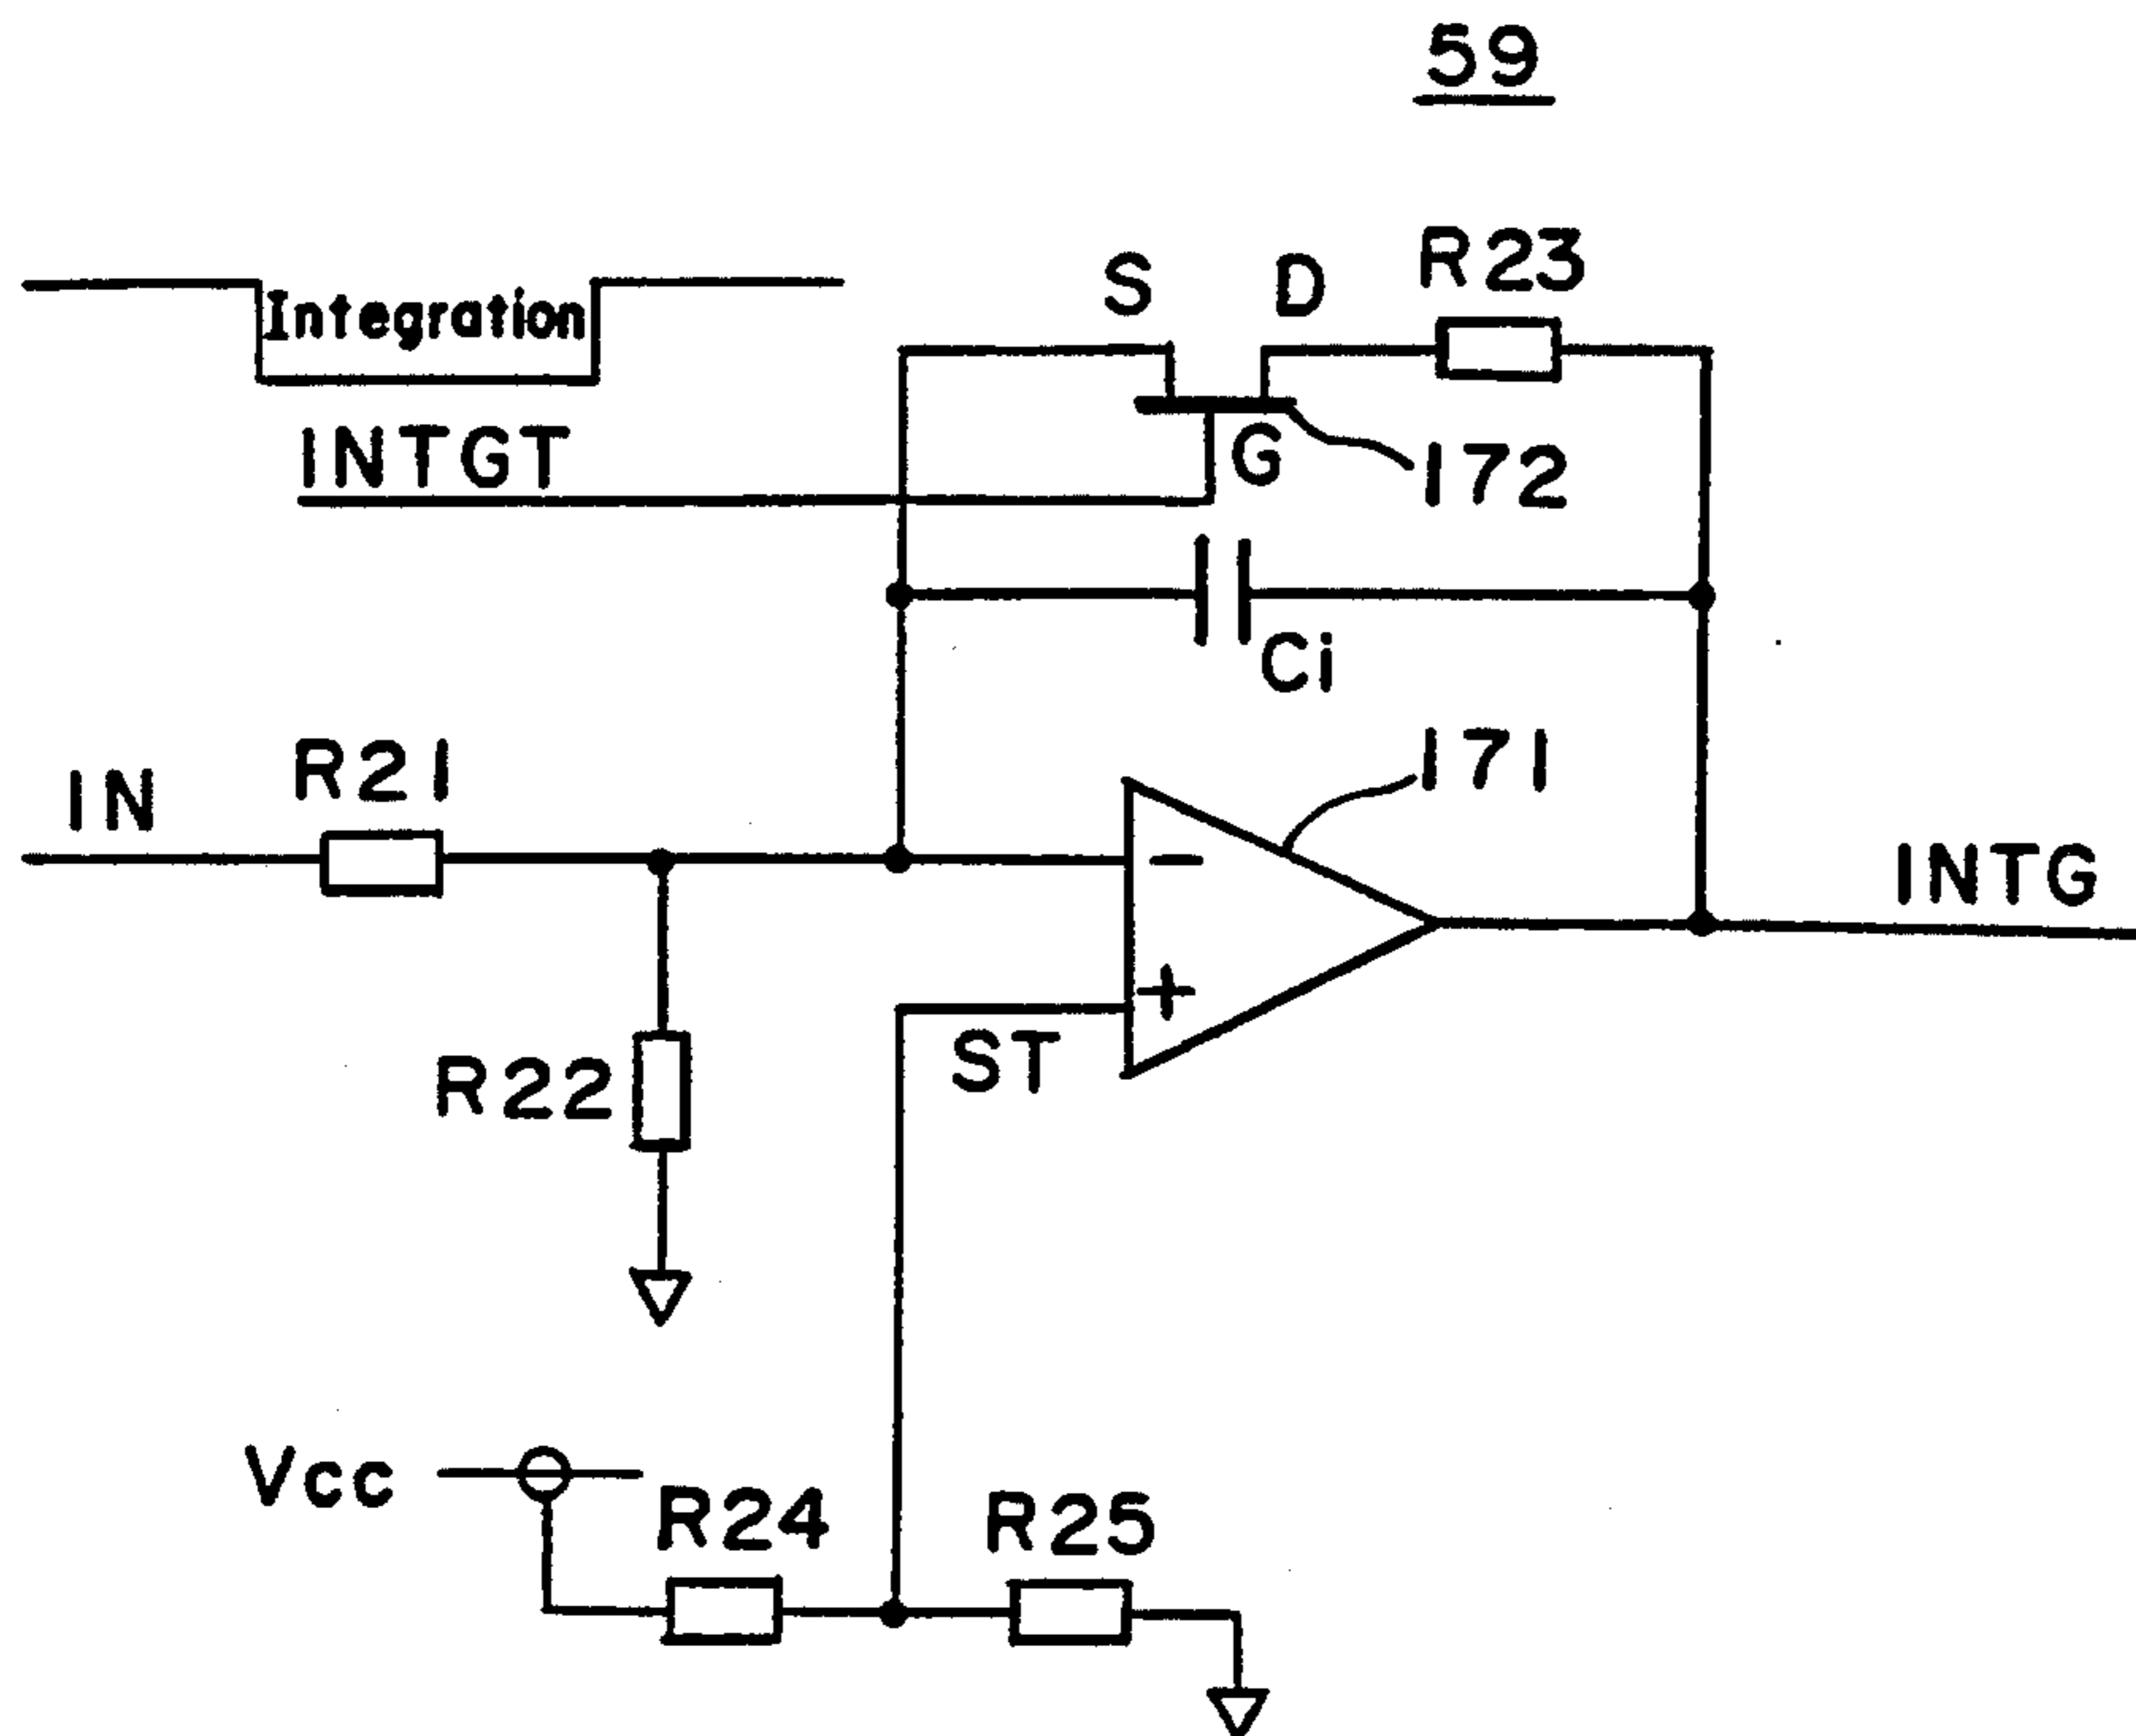 59
S D R23
Integration
INTGT
G
172
Ci
171
IN
R21
INTG
-
+
ST
R22
Vcc
R24
R25